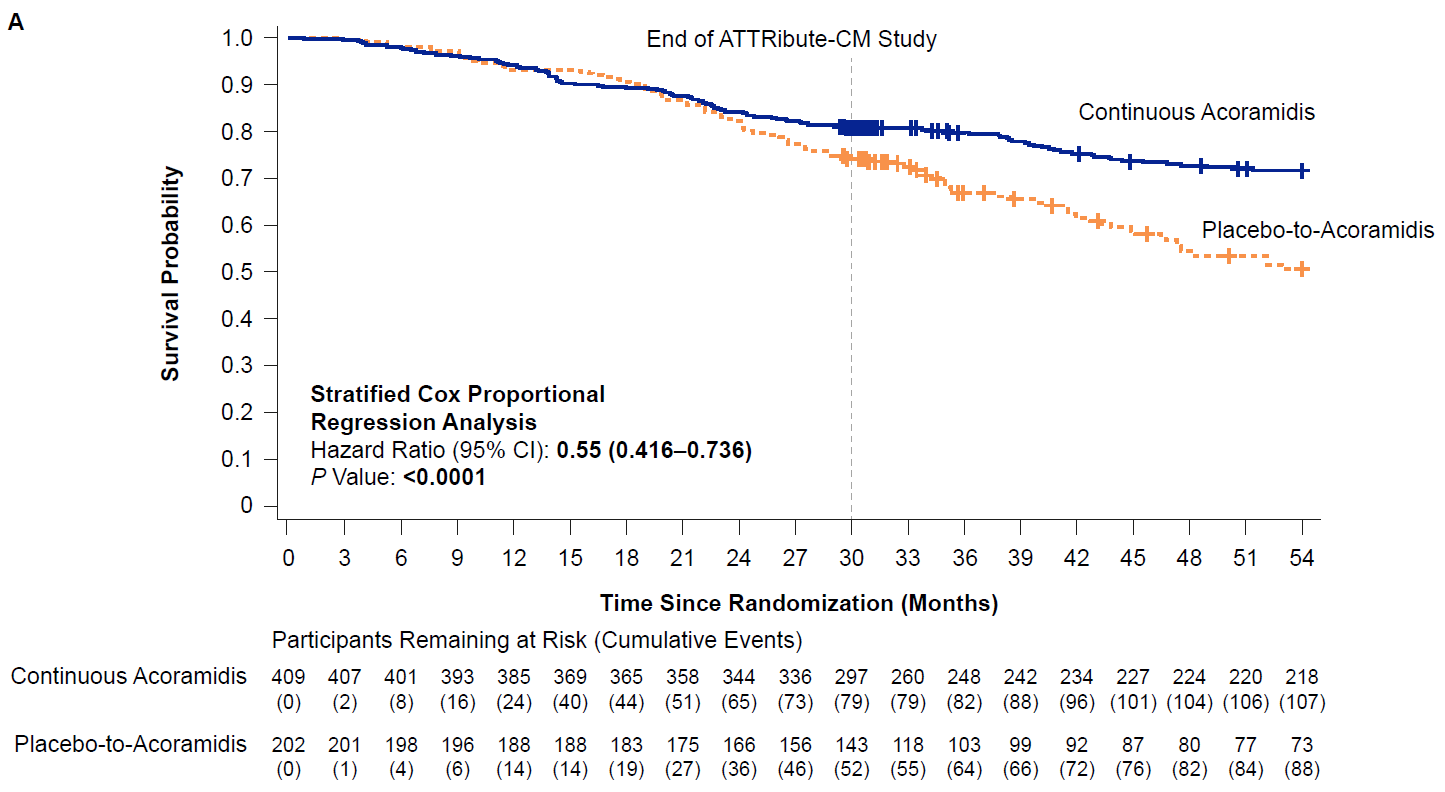 A
End of ATTRibute-CM Study
Continuous Acoramidis
Placebo-to-Acoramidis
Survival Probability
1.0
0.9
0.8
0.7
0.6
0.5
0.4
0.3
0.2
0.1
0
Stratified Cox Proportional
Regression Analysis
Hazard Ratio (95% CI): 0.55 (0.416–0.736)
P Value: <0.0001
0 3 6 9 12 15 18 21 24 27 30 33 36 39 42 45 48 51 54
Time Since Randomization (Months)
Participants Remaining at Risk (Cumulative Events)
Continuous Acoramidis 409 407 401 393 385 369 365 358 344 336 297 260 248 242 234 227 224 220 218
(0) (2) (8) (16) (24) (40) (44) (51) (65) (73) (79) (79) (82) (88) (96) (101) (104) (106) (107)
Placebo-to-Acoramidis 202 201 198 196 188 188 183 175 166 156 143 118 103 99 92 87 80 77 73
(0) (1) (4) (6) (14) (14) (19) (27) (36) (46) (52) (55) (64) (66) (72) (76) (82) (84) (88)